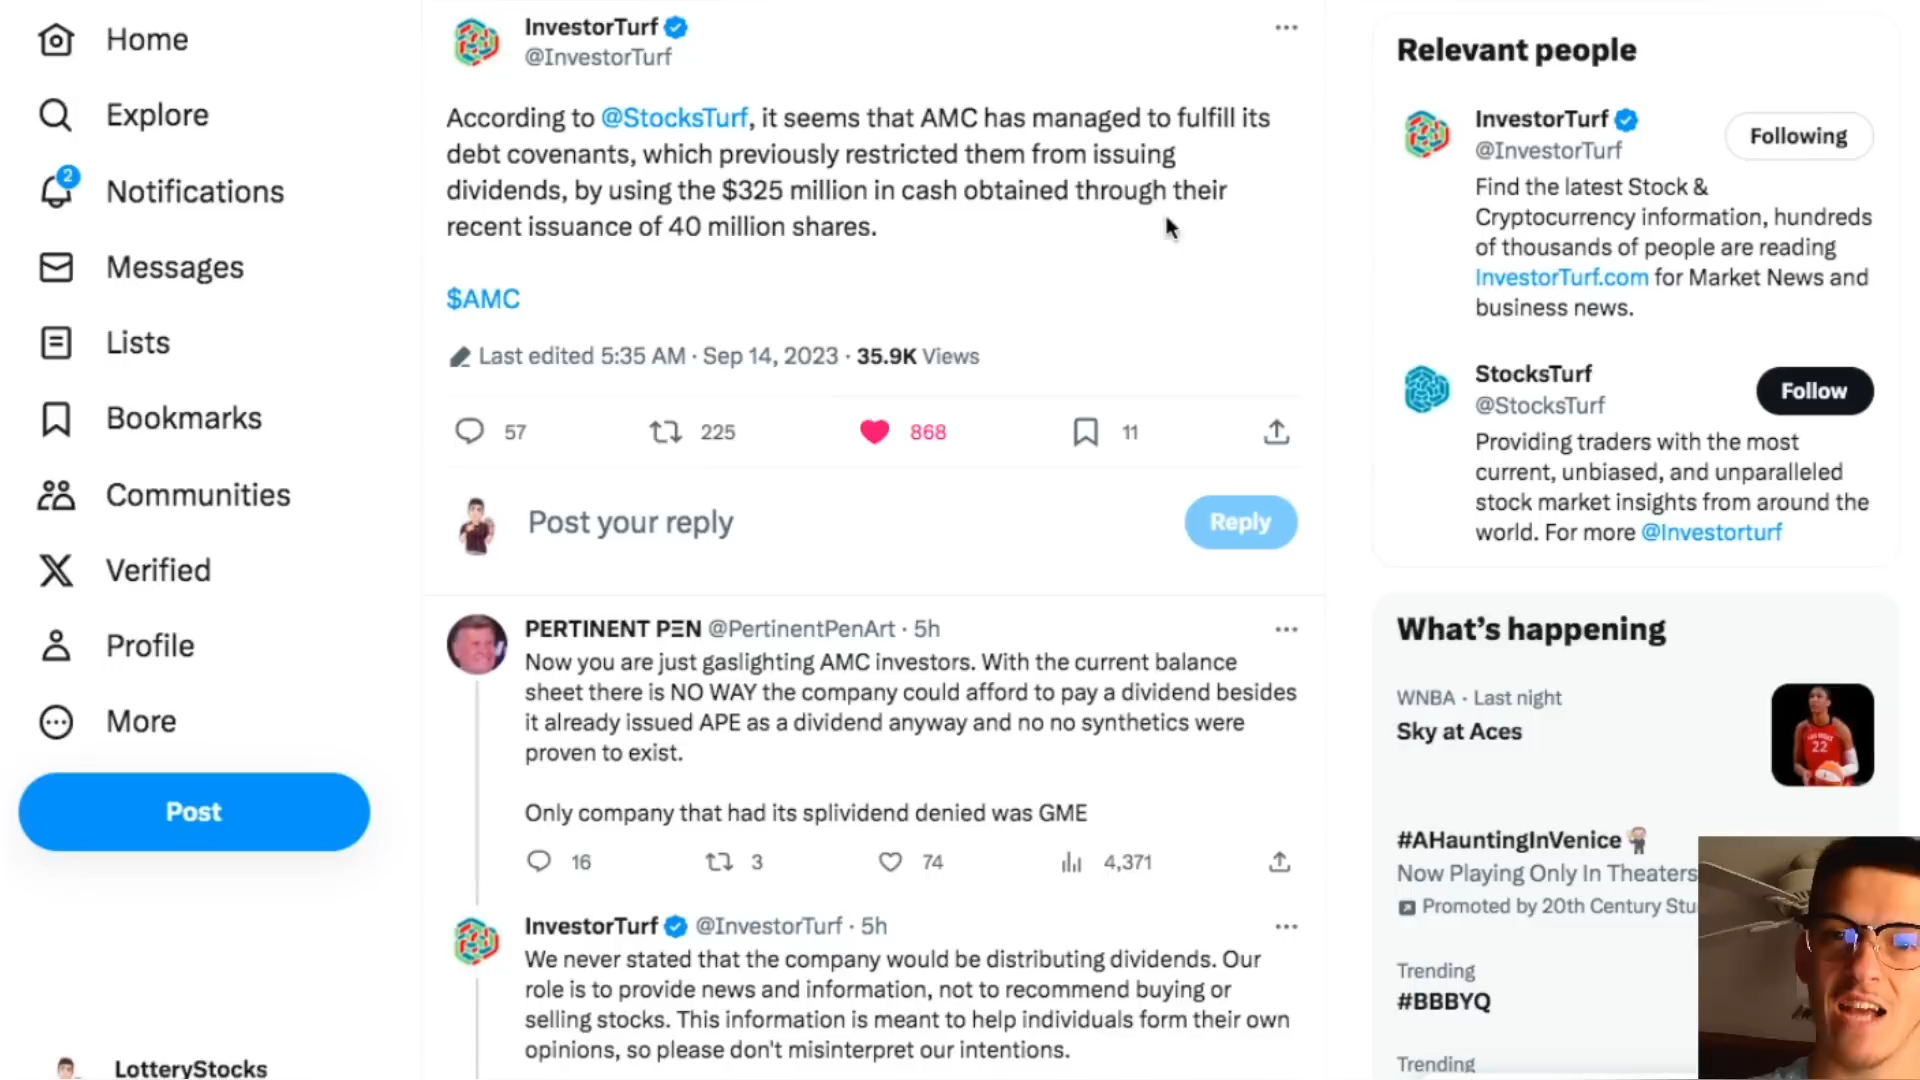 Home
Explore
2
Notifications
Messages
Lists
Bookmarks
Communities
Verified
Profile
More
Post
LotteryStocks
InvestorTurf
@InvestorTurf
According to @StocksTurf, it seems that AMC has managed to fulfill its
debt covenants, which previously restricted them from issuing
dividends, by using the $325 million in cash obtained through their
recent issuance of 40 million shares.
$AMC
Last edited 5:35 AM · Sep 14, 2023 · 35.9K Views
57 225 868 11
Post your reply
Reply
PERTINENT PΞN @PertinentPenArt · 5h
Now you are just gaslighting AMC investors. With the current balance
sheet there is NO WAY the company could afford to pay a dividend besides
it already issued APE as a dividend anyway and no no synthetics were
proven to exist.
Only company that had its splividend denied was GME
16 3 74 4,371
InvestorTurf @InvestorTurf · 5h
We never stated that the company would be distributing dividends. Our
role is to provide news and information, not to recommend buying or
selling stocks. This information is meant to help individuals form their own
opinions, so please don't misinterpret our intentions.
Relevant people
InvestorTurf
@InvestorTurf
Following
Find the latest Stock &
Cryptocurrency information, hundreds
of thousands of people are reading
InvestorTurf.com for Market News and
business news.
StocksTurf
@StocksTurf
Follow
Providing traders with the most
current, unbiased, and unparalleled
stock market insights from around the
world. For more @Investorturf
What's happening
WNBA · Last night
Sky at Aces
22
#AHauntingInVenice
Now Playing Only In Theaters
Promoted by 20th Century Stu
Trending
#BBBYQ
Trending